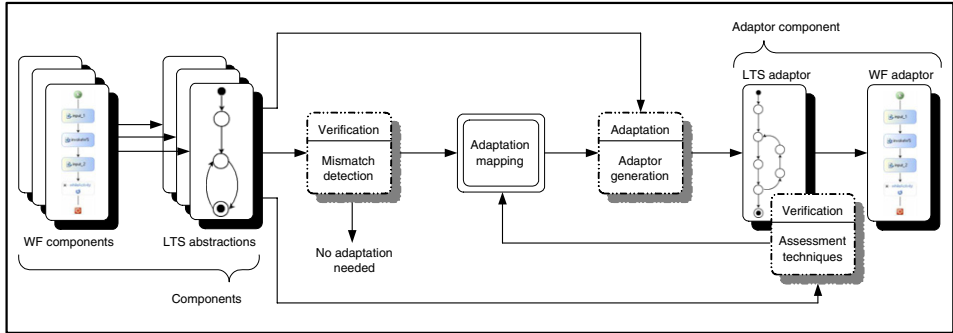 Adaptor component
LTS adaptor
WF adaptor
Verification
Mismatch
detection
Adaptation
mapping
Adaptation
Adaptor
generation
Verification
Assessment
techniques
WF components
LTS abstractions
No adaptation
needed
Components